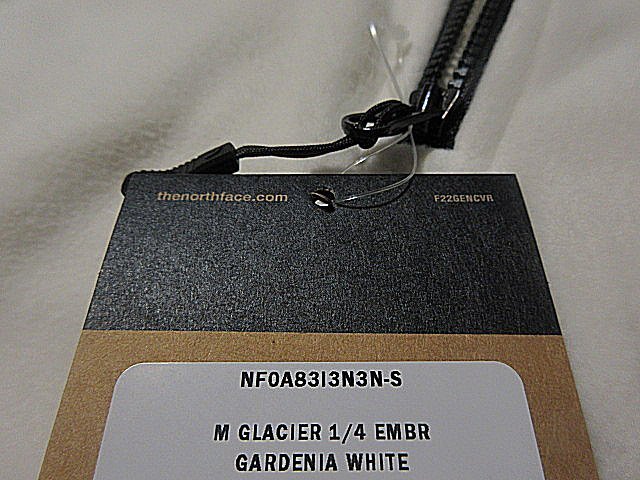 thenorthface.com F22GENCVR
NF0A83I3N3N-S
M GLACIER 1/4 EMBR
GARDENIA WHITE